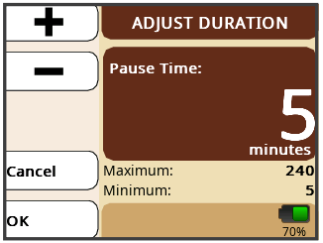 +
ADJUST DURATION
−
Pause Time:
5
minutes
Cancel
Maximum: 240
Minimum: 5
OK
70%